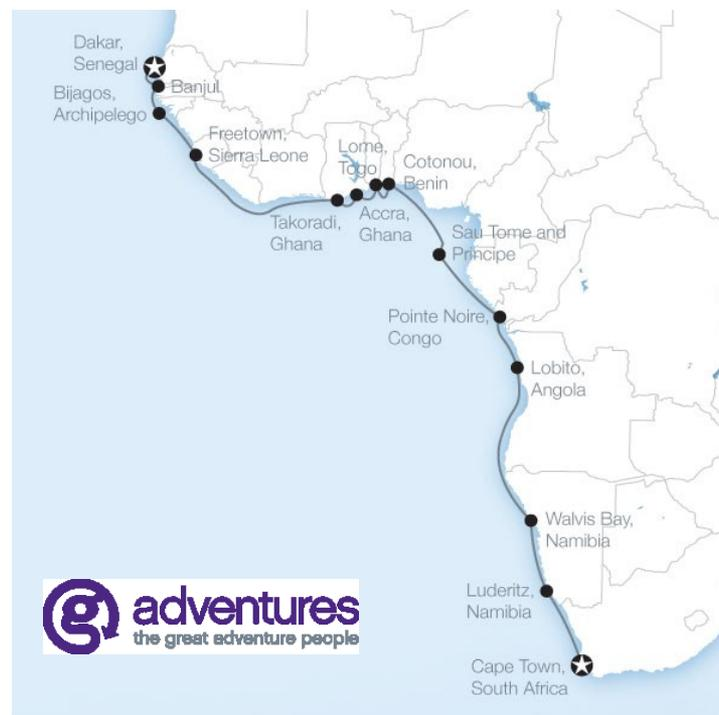 Dakar,
Senegal
Banjul
Bijagos,
Archipelego
Freetown,
Sierra Leone
Lome,
Togo
Cotonou,
Benin
Takoradi,
Ghana
Accra,
Ghana
Sau Tome and
Principe
Pointe Noire,
Congo
Lobito,
Angola
Walvis Bay,
Namibia
Luderitz,
Namibia
Cape Town,
South Africa
g adventures
the great adventure people